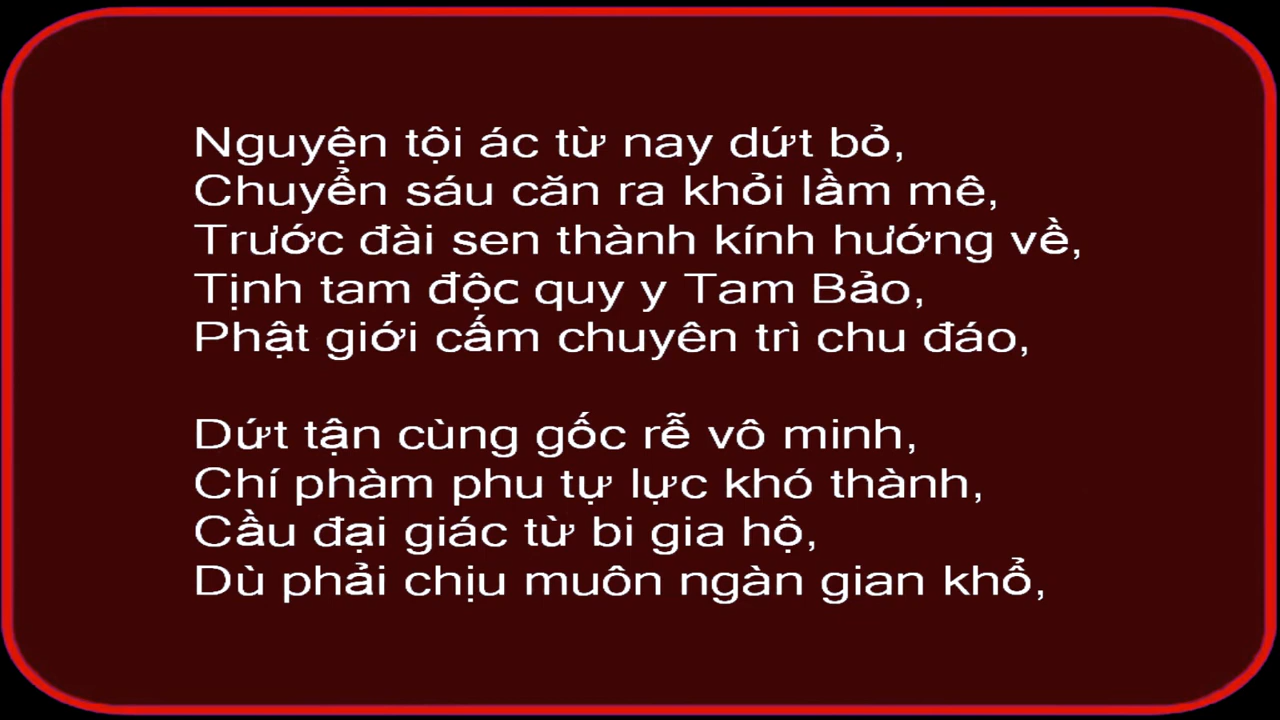 Nguyện tội ác từ nay dứt bỏ,
Chuyển sáu căn ra khỏi lầm mê,
Trước đài sen thành kính hướng về,
Tịnh tam độc quy y Tam Bảo,
Phật giới cấm chuyên trì chu đáo,
Dứt tận cùng gốc rễ vô minh,
Chí phàm phu tự lực khó thành,
Cầu đại giác từ bi gia hộ,
Dù phải chịu muôn ngàn gian khổ,